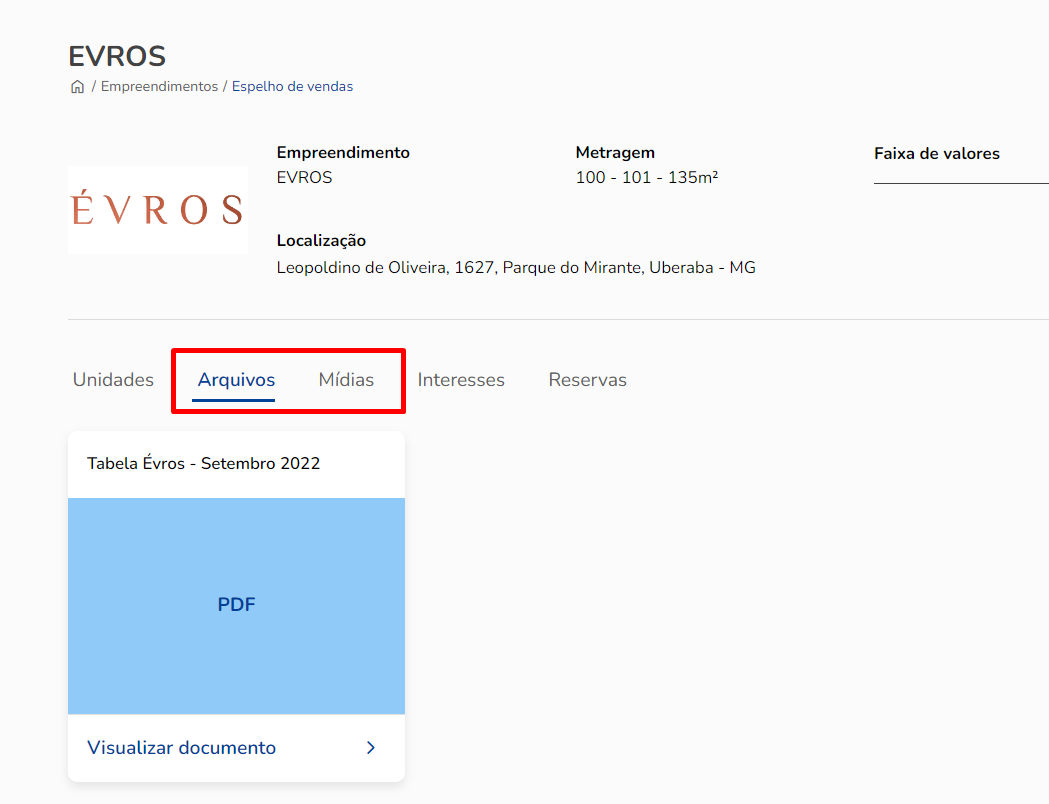 EVROS
/ Empreendimentos / Espelho de vendas
ÉVROS
Empreendimento
EVROS
Metragem
100 - 101 - 135m²
Faixa de valores
Localização
Leopoldino de Oliveira, 1627, Parque do Mirante, Uberaba - MG
Unidades Arquivos Mídias Interesses Reservas
Tabela Évros - Setembro 2022
PDF
Visualizar documento